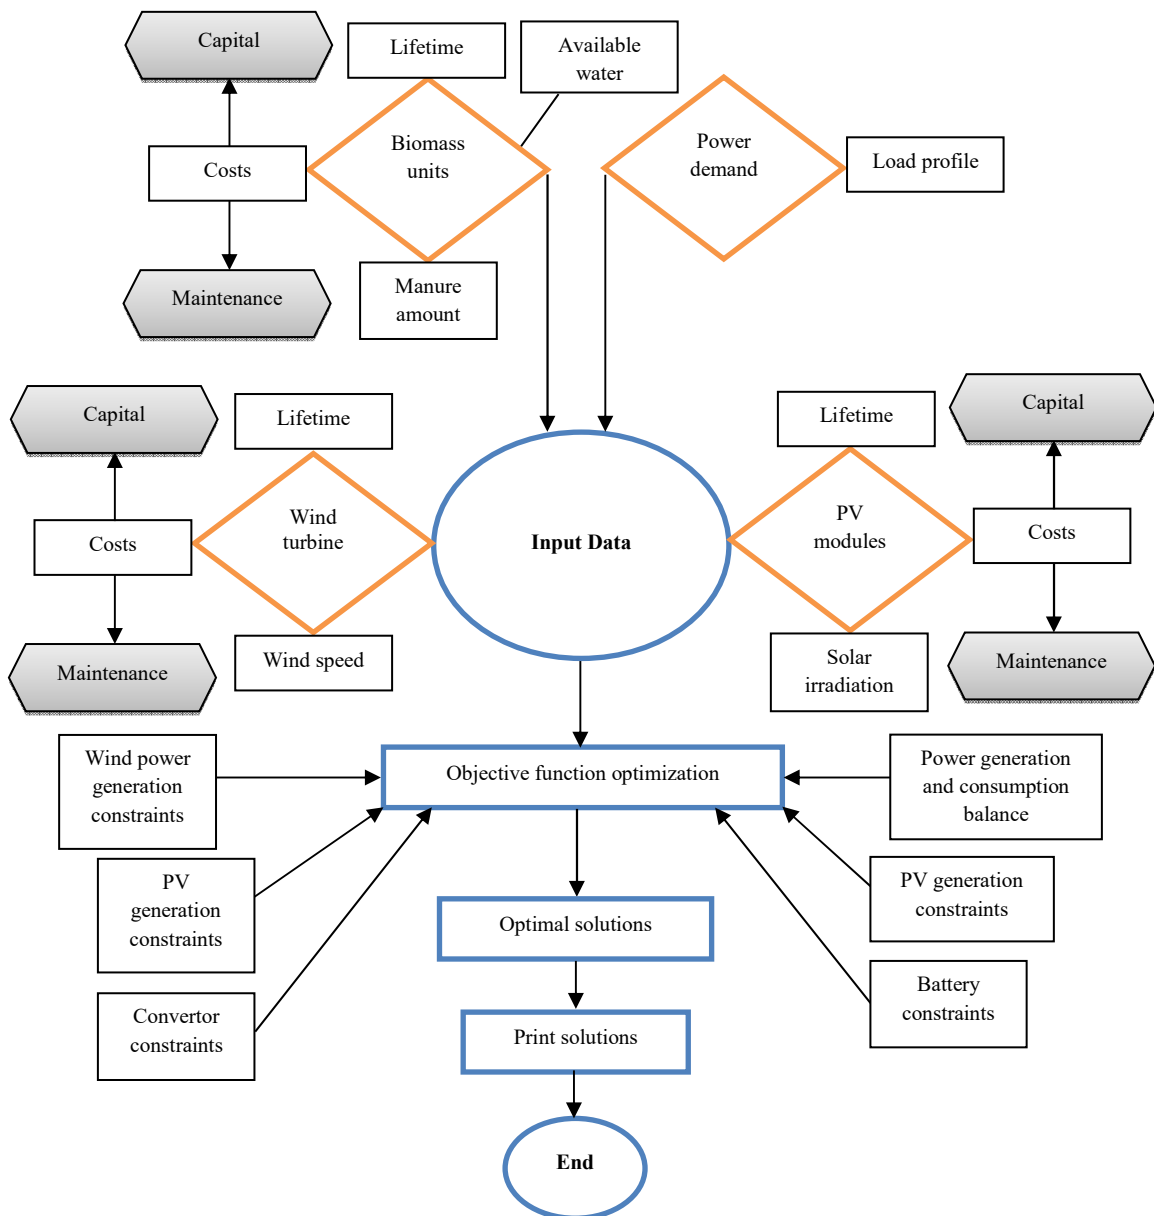 Capital
Lifetime
Available
water
Biomass
units
Power
demand
Costs
Load profile
Maintenance
Manure
amount
Capital
Lifetime
Lifetime
Capital
Wind
turbine
Costs
Input Data
PV
modules
Costs
Maintenance
Wind speed
Solar
irradiation
Maintenance
Wind power
generation
constraints
Objective function optimization
Power generation
and consumption
balance
PV
generation
constraints
Optimal solutions
PV generation
constraints
Convertor
constraints
Print solutions
Battery
constraints
End